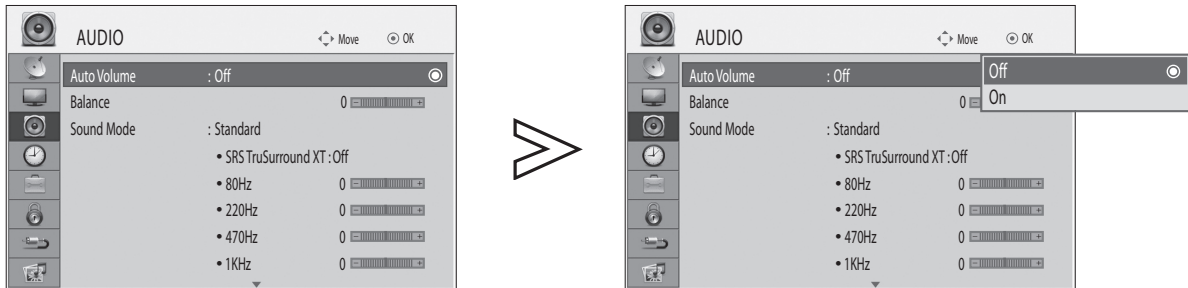 AUDIO Move OK
Auto Volume : Off
Balance 0 - +
Sound Mode : Standard
• SRS TruSurround XT : Off
• 80Hz 0 - +
• 220Hz 0 - +
• 470Hz 0 - +
• 1KHz 0 - +
AUDIO Move OK
Auto Volume : Off
Off
On
Balance 0 -
Sound Mode : Standard
• SRS TruSurround XT : Off
• 80Hz 0 - +
• 220Hz 0 - +
• 470Hz 0 - +
• 1KHz 0 - +